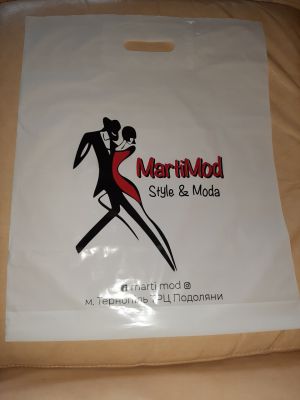 MartiMod
Style & Moda
marti mod
м. Тернопіль ТРЦ Подоляни